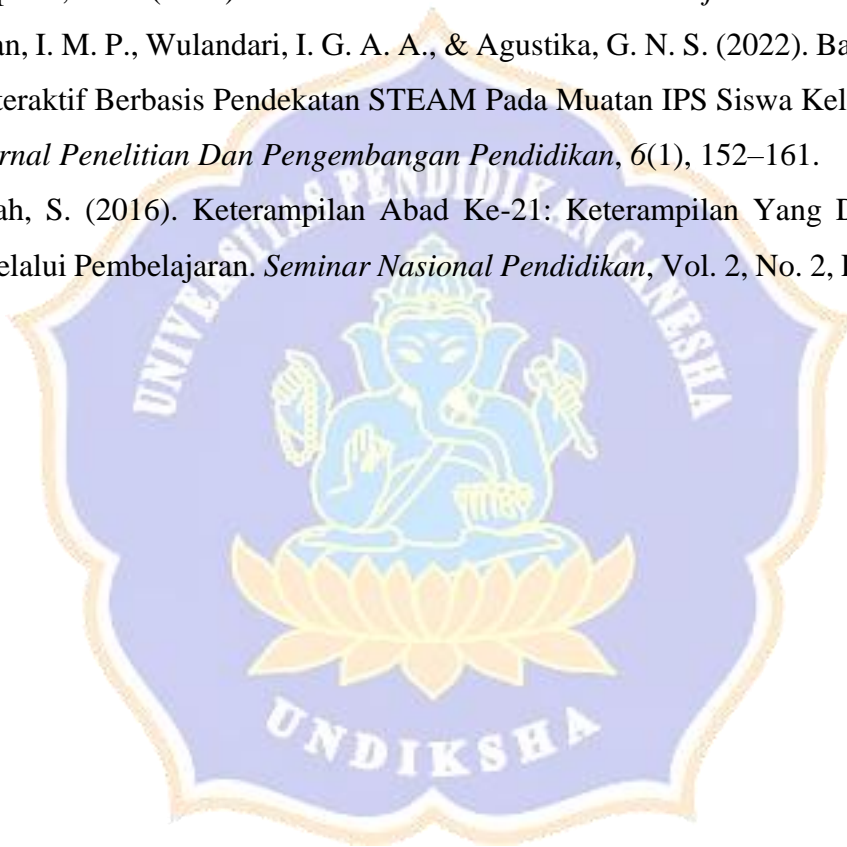 an, I. M. P., Wulandari, I. G. A. A., & Agustika, G. N. S. (2022). Ba
teraktif Berbasis Pendekatan STEAM Pada Muatan IPS Siswa Kel
rnal Penelitian Dan Pengembangan Pendidikan, 6(1), 152–161.
ah, S. (2016). Keterampilan Abad Ke-21: Keterampilan Yang D
elalui Pembelajaran. Seminar Nasional Pendidikan, Vol. 2, No. 2,
UNIVERSITAS PENDIDIKAN GANESHA
UNDIKSHA